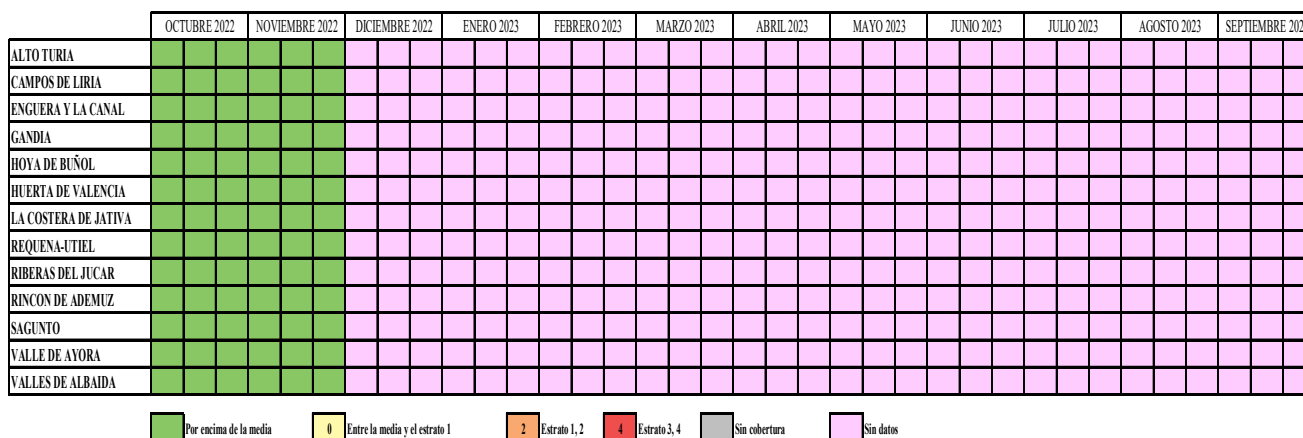 OCTUBRE 2022 NOVIEMBRE 2022 DICIEMBRE 2022 ENERO 2023 FEBRERO 2023 MARZO 2023 ABRIL 2023 MAYO 2023 JUNIO 2023 JULIO 2023 AGOSTO 2023 SEPTIEMBRE 202
ALTO TURIA
CAMPOS DE LIRIA
ENGUERA Y LA CANAL
GANDIA
HOYA DE BUÑOL
HUERTA DE VALENCIA
LA COSTERA DE JATIVA
REQUENA-UTIEL
RIBERAS DEL JUCAR
RINCON DE ADEMUZ
SAGUNTO
VALLE DE AYORA
VALLES DE ALBAIDA
Por encima de la media 0 Entre la media y el estrato 1 2 Estrato 1, 2 4 Estrato 3, 4 Sin cobertura Sin datos